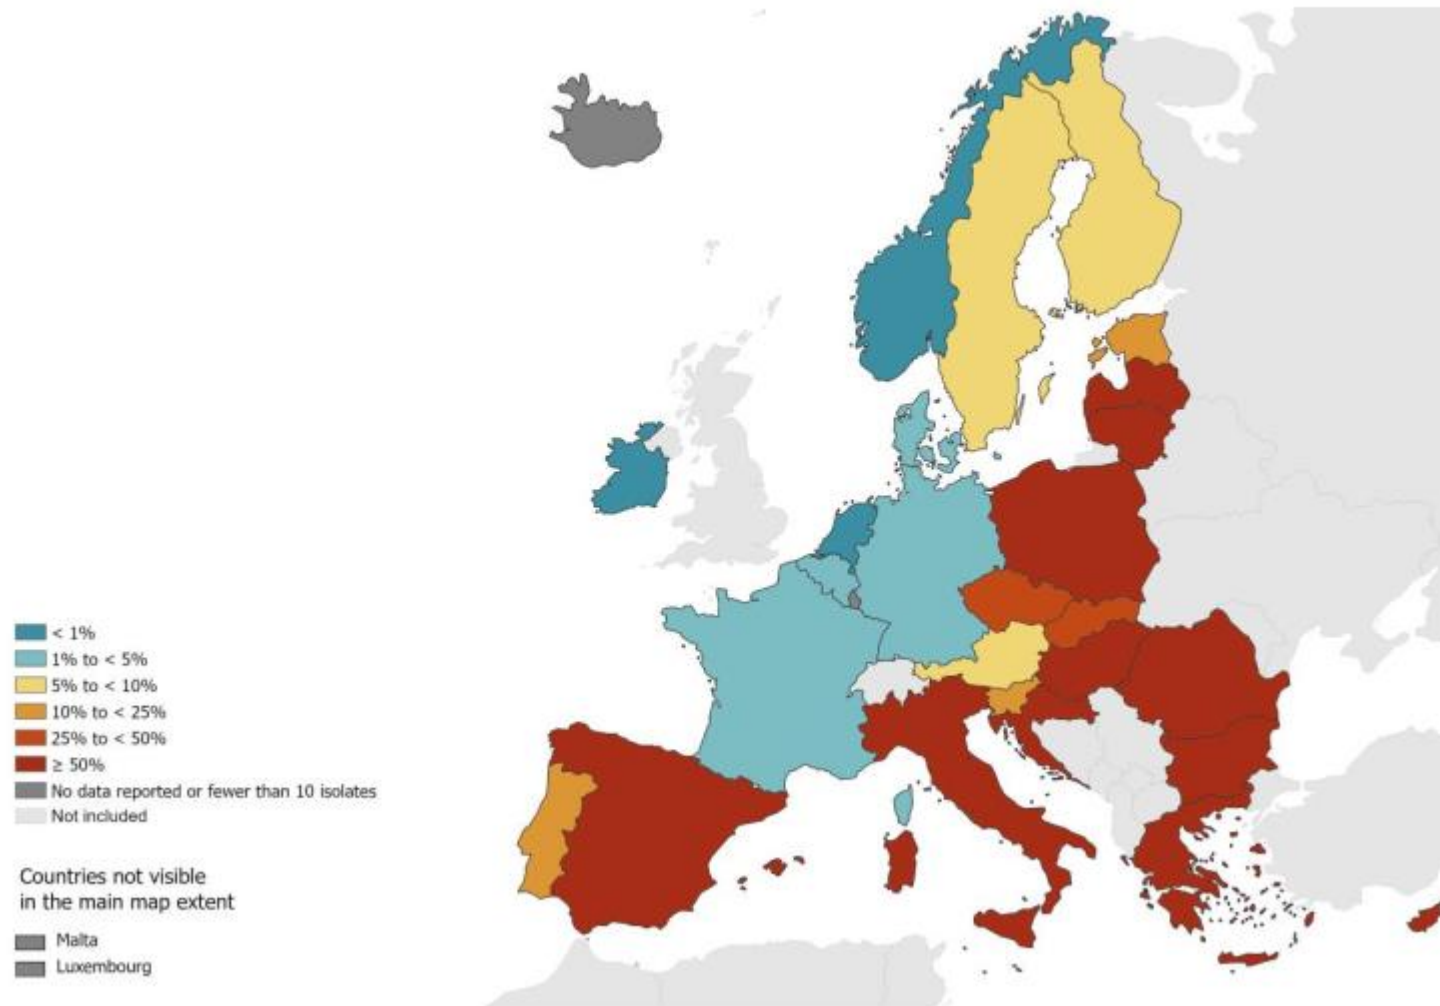 < 1%
1% to < 5%
5% to < 10%
10% to < 25%
25% to < 50%
≥ 50%
No data reported or fewer than 10 isolates
Not included
Countries not visible
in the main map extent
Malta
Luxembourg